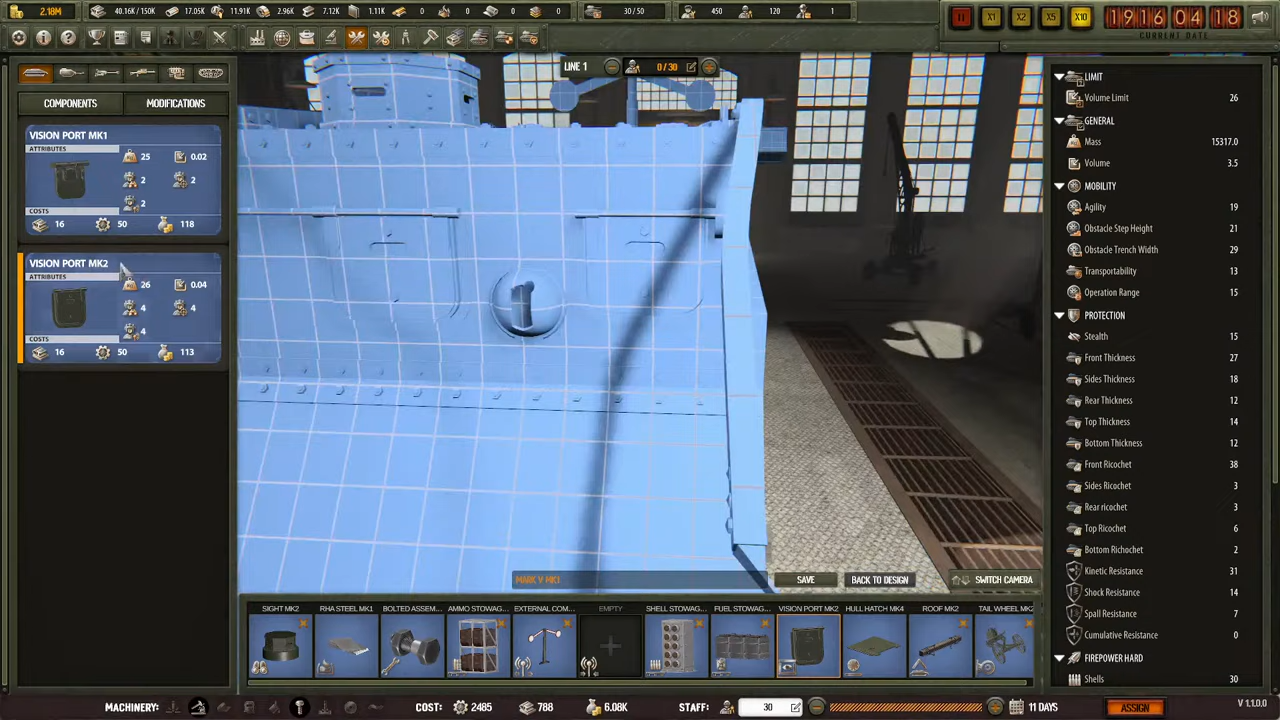 2.18M 40.16K/150K 17.05K 11.91K 2.96K 7.12K 1.11K 0 0 0 0 0 30/50 450 120 1
X1 X2 X5 X10 19 16 04 18
CURRENT DATE
LINE 1 0/30
COMPONENTS MODIFICATIONS
VISION PORT MK1
ATTRIBUTES
25 0.02
2 2
2
COSTS
16 50 118
VISION PORT MK2
ATTRIBUTES
26 0.04
4 4
4
COSTS
16 50 113
LIMIT
Volume Limit 26
GENERAL
Mass 15317.0
Volume 3.5
MOBILITY
Agility 19
Obstacle Step Height 21
Obstacle Trench Width 29
Transportability 13
Operation Range 15
PROTECTION
Stealth 15
Front Thickness 27
Sides Thickness 18
Rear Thickness 12
Top Thickness 14
Bottom Thickness 12
Front Ricochet 38
Sides Ricochet 3
Rear ricochet 3
Top Ricochet 6
Bottom Richochet 2
Kinetic Resistance 31
Shock Resistance 14
Spall Resistance 7
Cumulative Resistance 0
FIREPOWER HARD
Shells 30
MARK V MK1 SAVE BACK TO DESIGN SWITCH CAMERA
SIGHT MK2 RHA STEEL MK1 BOLTED ASSEM... AMMO STOWAG... EXTERNAL COM... EMPTY SHELL STOWAG... FUEL STOWAG... VISION PORT MK2 HULL HATCH MK4 ROOF MK2 TAIL WHEEL MK2
MACHINERY: COST: 2485 788 6.08K STAFF: 30 11 DAYS ASSIGN V 1.1.0.0